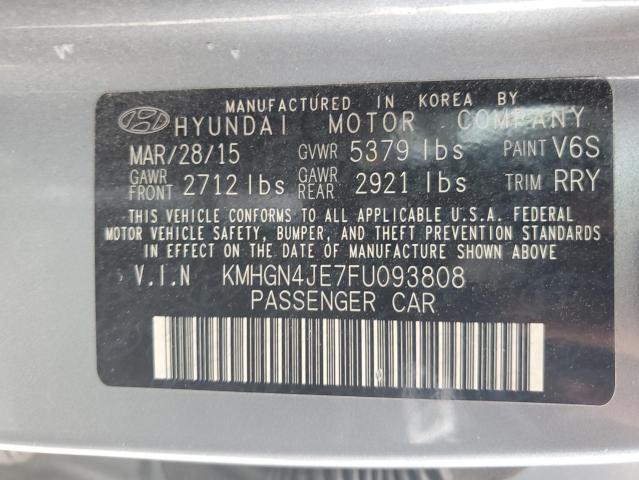 MANUFACTURED IN KOREA BY
HYUNDAI MOTOR COMPANY
MAR/28/15 GVWR 5379 lbs PAINT V6S
GAWR FRONT 2712 lbs GAWR REAR 2921 lbs TRIM RRY
THIS VEHICLE CONFORMS TO ALL APPLICABLE U.S.A. FEDERAL
MOTOR VEHICLE SAFETY, BUMPER, AND THEFT PREVENTION STANDARDS
IN EFFECT ON THE DATE OF MANUFACTURE SHOWN ABOVE
V.I.N KMHGN4JE7FU093808
PASSENGER CAR